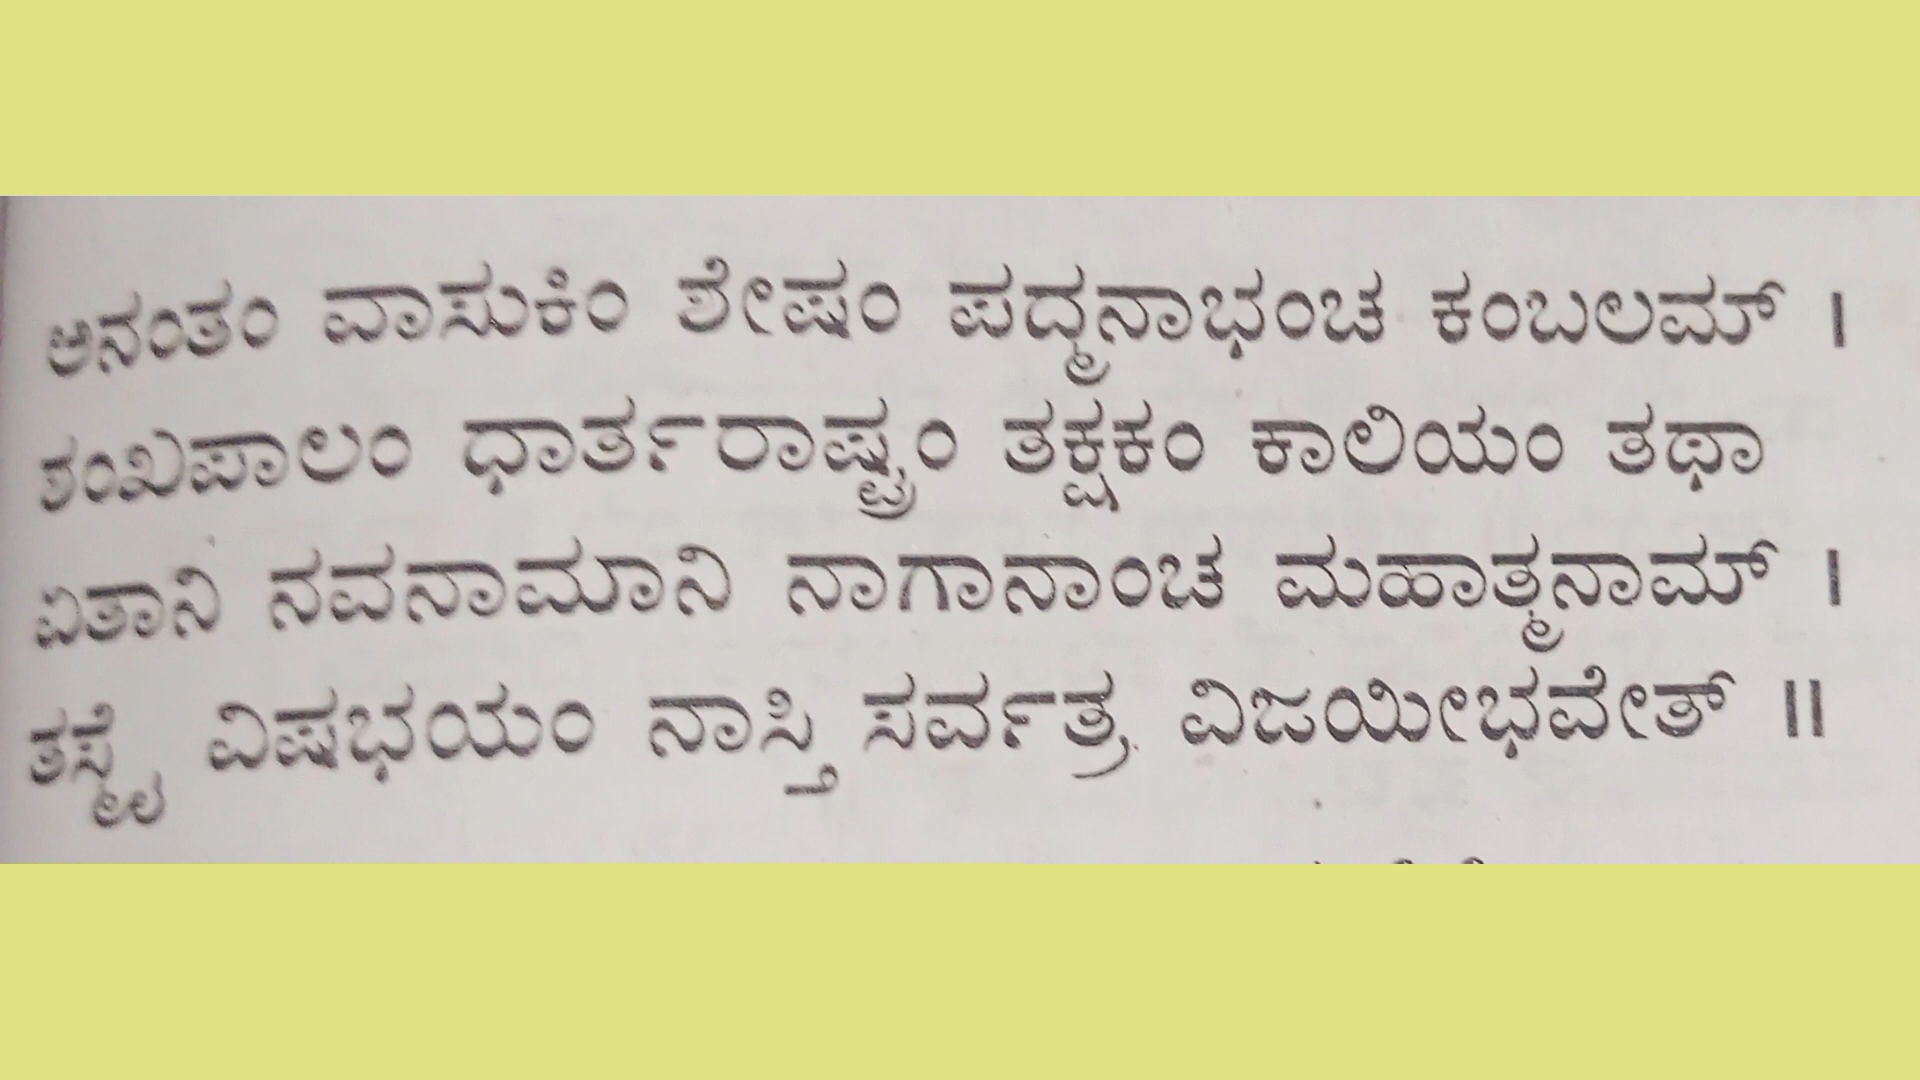 ಅನಂತಂ ವಾಸುಕಿಂ ಶೇಷಂ ಪದ್ಮನಾಭಂಚ ಕಂಬಲಮ್ ।
ಶಂಖಪಾಲಂ ಧಾರ್ತರಾಷ್ಟ್ರಂ ತಕ್ಷಕಂ ಕಾಲಿಯಂ ತಥಾ
ಏತಾನಿ ನವನಾಮಾನಿ ನಾಗಾನಾಂಚ ಮಹಾತ್ಮನಾಮ್ ।
ತಸ್ಮೈ ವಿಷಭಯಂ ನಾಸ್ತಿ ಸರ್ವತ್ರ ವಿಜಯೀಭವೇತ್ ॥